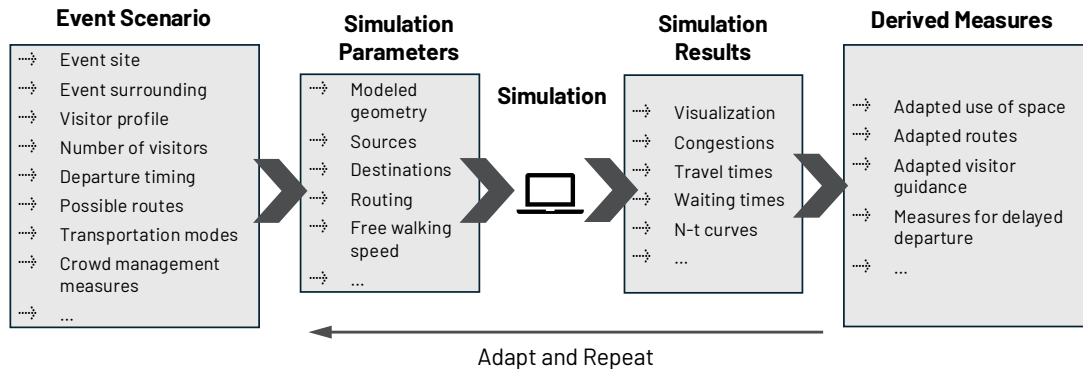 Event Scenario
Event site
Event surrounding
Visitor profile
Number of visitors
Departure timing
Possible routes
Transportation modes
Crowd management
measures
...
Simulation
Parameters
Modeled
geometry
Sources
Destinations
Routing
Free walking
speed
...
Simulation
Simulation
Results
Visualization
Congestions
Travel times
Waiting times
N-t curves
...
Derived Measures
Adapted use of space
Adapted routes
Adapted visitor
guidance
Measures for delayed
departure
...
Adapt and Repeat